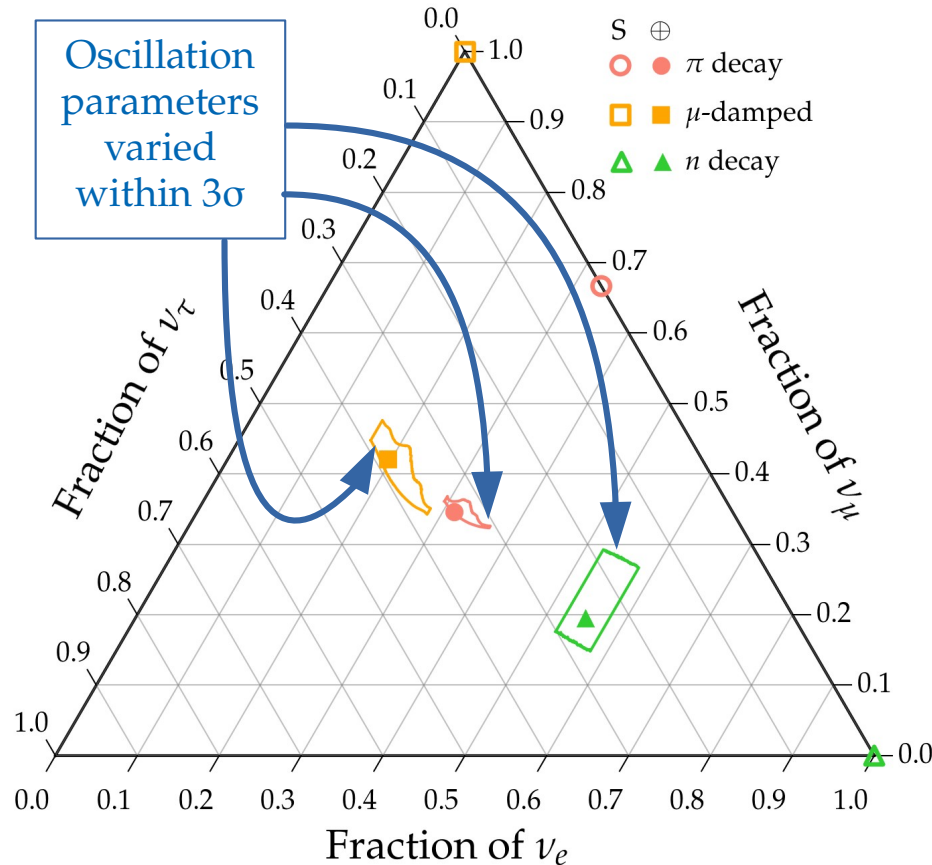 Oscillation
parameters
varied
within 3σ
S ⊕
π decay
μ-damped
n decay
Fraction of ν_τ
0.0
0.1
0.2
0.3
0.4
0.5
0.6
0.7
0.8
0.9
1.0
Fraction of ν_μ
1.0
0.9
0.8
0.7
0.6
0.5
0.4
0.3
0.2
0.1
0.0
0.0 0.1 0.2 0.3 0.4 0.5 0.6 0.7 0.8 0.9 1.0
Fraction of ν_e